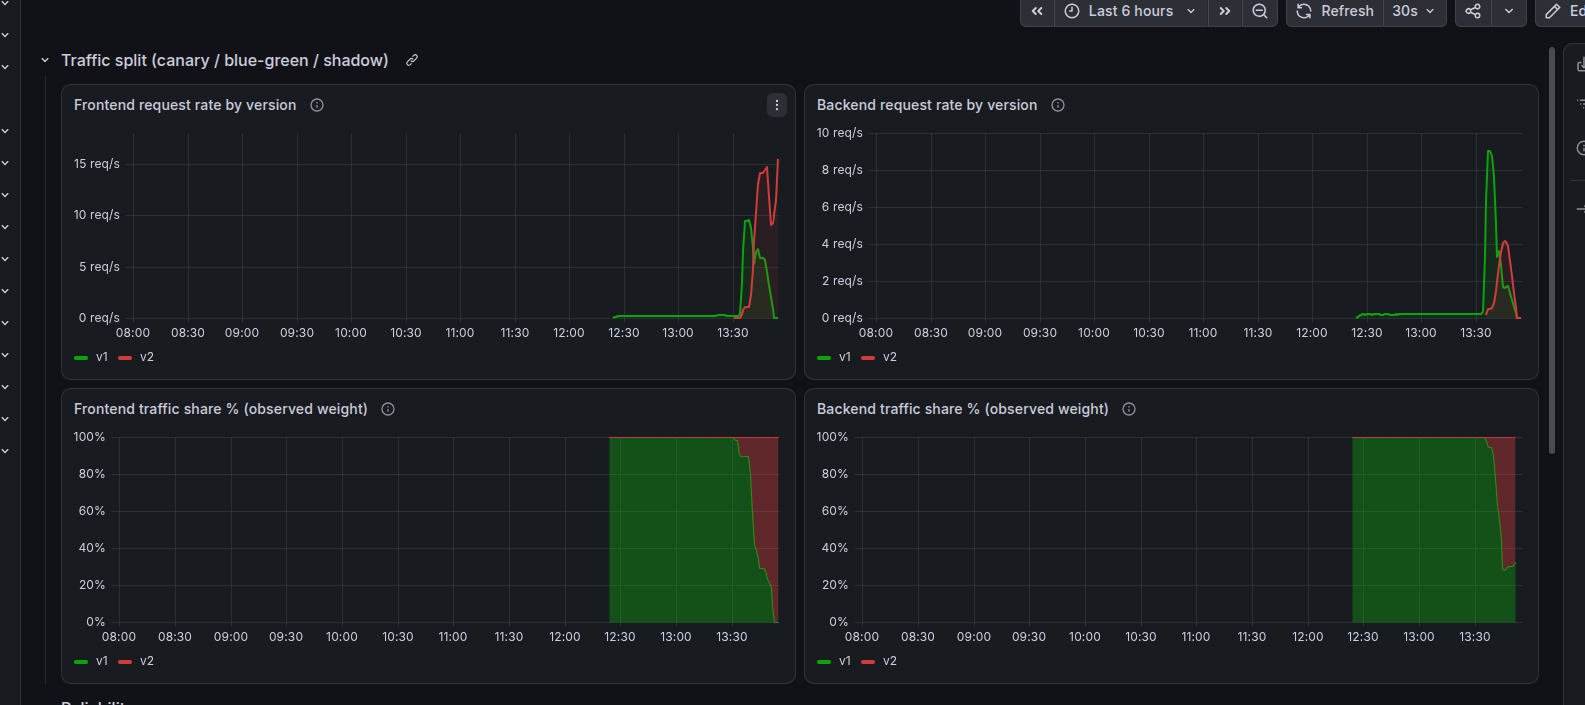 Last 6 hours Refresh 30s Ed
Traffic split (canary / blue-green / shadow)
Frontend request rate by version
15 req/s
10 req/s
5 req/s
0 req/s
08:00 08:30 09:00 09:30 10:00 10:30 11:00 11:30 12:00 12:30 13:00 13:30
v1 v2
Backend request rate by version
10 req/s
8 req/s
6 req/s
4 req/s
2 req/s
0 req/s
08:00 08:30 09:00 09:30 10:00 10:30 11:00 11:30 12:00 12:30 13:00 13:30
v1 v2
Frontend traffic share % (observed weight)
100%
80%
60%
40%
20%
0%
08:00 08:30 09:00 09:30 10:00 10:30 11:00 11:30 12:00 12:30 13:00 13:30
v1 v2
Backend traffic share % (observed weight)
100%
80%
60%
40%
20%
0%
08:00 08:30 09:00 09:30 10:00 10:30 11:00 11:30 12:00 12:30 13:00 13:30
v1 v2